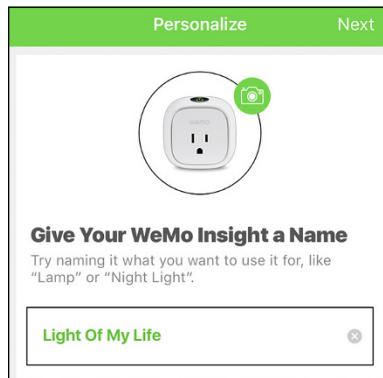 Personalize Next
wemo
Give Your WeMo Insight a Name
Try naming it what you want to use it for, like
“Lamp” or “Night Light”.
Light Of My Life